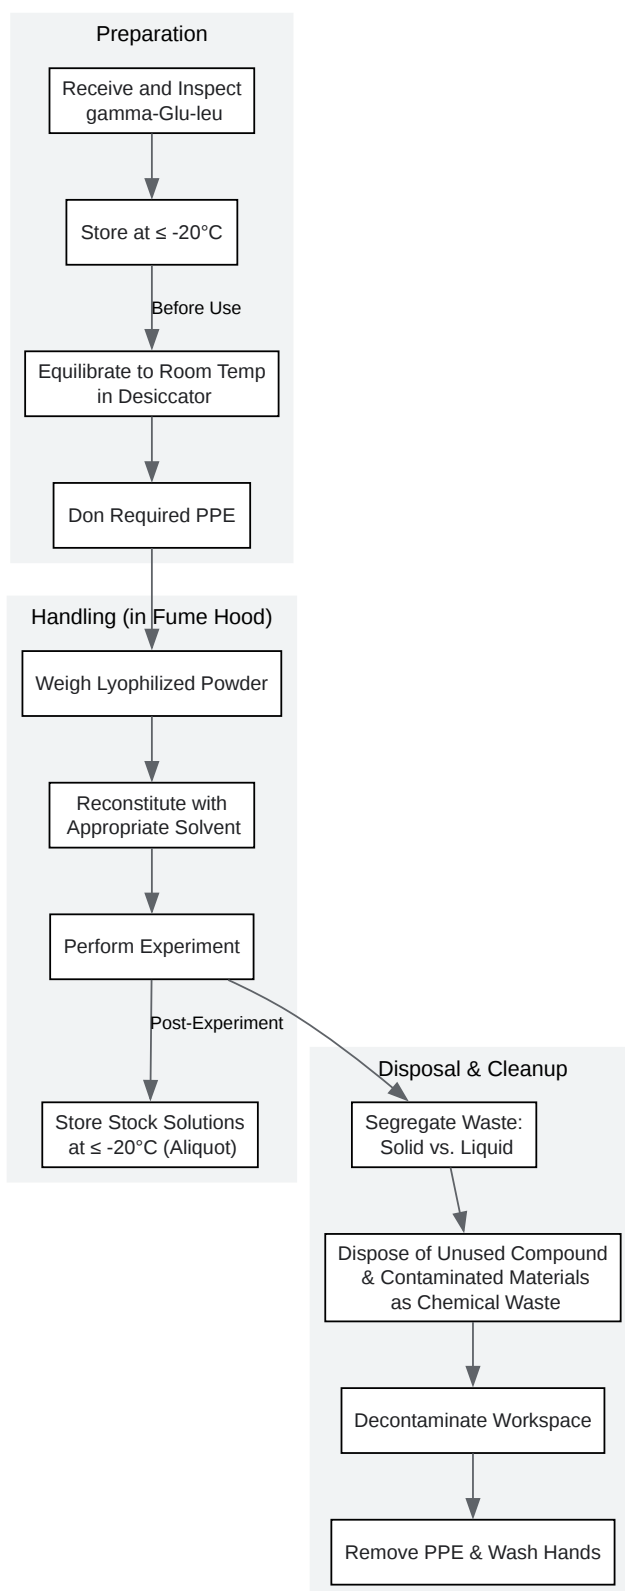 Preparation
Receive and Inspect
gamma-Glu-leu
Store at ≤ -20°C
Before Use
Equilibrate to Room Temp
in Desiccator
Don Required PPE
Handling (in Fume Hood)
Weigh Lyophilized Powder
Reconstitute with
Appropriate Solvent
Perform Experiment
Post-Experiment
Store Stock Solutions
at ≤ -20°C (Aliquot)
Disposal & Cleanup
Segregate Waste:
Solid vs. Liquid
Dispose of Unused Compound
& Contaminated Materials
as Chemical Waste
Decontaminate Workspace
Remove PPE & Wash Hands